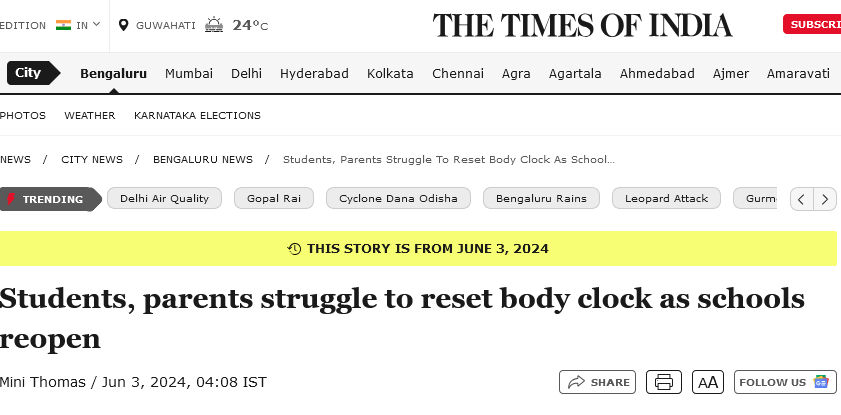 EDITION IN GUWAHATI 24°C THE TIMES OF INDIA SUBSCRI
City Bengaluru Mumbai Delhi Hyderabad Kolkata Chennai Agra Agartala Ahmedabad Ajmer Amaravati
PHOTOS WEATHER KARNATAKA ELECTIONS
NEWS / CITY NEWS / BENGALURU NEWS / Students, Parents Struggle To Reset Body Clock As School...
TRENDING Delhi Air Quality Gopal Rai Cyclone Dana Odisha Bengaluru Rains Leopard Attack Gurm
THIS STORY IS FROM JUNE 3, 2024
Students, parents struggle to reset body clock as schools
reopen
Mini Thomas / Jun 3, 2024, 04:08 IST SHARE AA FOLLOW US